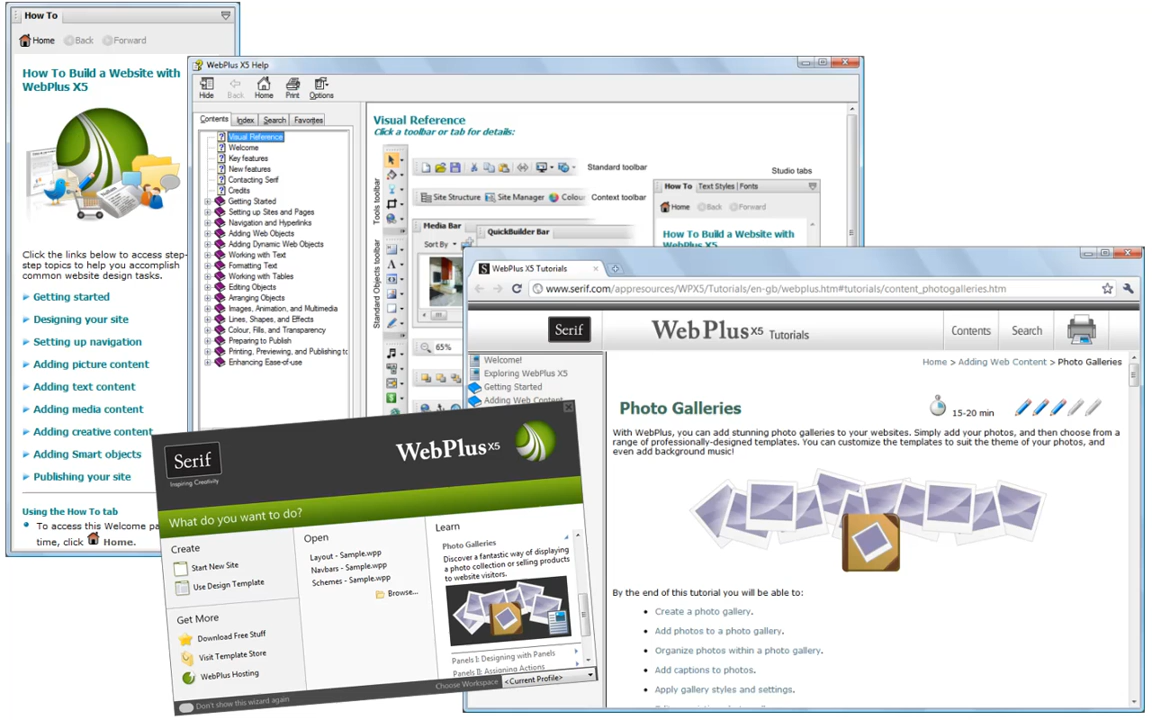 How To
Home Back Forward
How To Build a Website with
WebPlus X5
Click the links below to access step-
step topics to help you accomplish
common website design tasks.
Getting started
Designing your site
Setting up navigation
Adding picture content
Adding text content
Adding media content
Adding creative content
Adding Smart objects
Publishing your site
Using the How To tab
To access this Welcome pa
time, click Home.
WebPlus X5 Help
Hide Back Home Print Options
Contents Index Search Favorites
Visual Reference
Welcome
Key features
New features
Contacting Serif
Credits
Getting Started
Setting up Sites and Pages
Navigation and Hyperlinks
Adding Web Objects
Adding Dynamic Web Objects
Working with Text
Formatting Text
Working with Tables
Editing Objects
Arranging Objects
Images, Animation, and Multimedia
Lines, Shapes, and Effects
Colour, Fills, and Transparency
Preparing to Publish
Printing, Previewing, and Publishing to
Enhancing Ease-of-use
Visual Reference
Click a toolbar or tab for details:
Tools toolbar
Standard Objects toolbar
Standard toolbar
Studio tabs
Site Structure Site Manager Colou Context toolbar
Media Bar
QuickBuilder Bar
Sort By
65%
How To Text Styles Fonts
Home Back Forward
How To Build a Website with
WebPlus X5
WebPlus X5 Tutorials
www.serif.com/appresources/WPX5/Tutorials/en-gb/webplus.htm#tutorials/content_photogalleries.htm
Serif WebPlus X5 Tutorials Contents Search
Welcome!
Exploring WebPlus X5
Getting Started
Adding Web Content
Home > Adding Web Content > Photo Galleries
Photo Galleries 15-20 min
With WebPlus, you can add stunning photo galleries to your websites. Simply add your photos, and then choose from a
range of professionally-designed templates. You can customize the templates to suit the theme of your photos, and
even add background music!
By the end of this tutorial you will be able to:
Create a photo gallery.
Add photos to a photo gallery.
Organize photos within a photo gallery.
Add captions to photos.
Apply gallery styles and settings.
Serif
Inspiring Creativity
WebPlus X5
What do you want to do?
Create
Start New Site
Use Design Template
Get More
Download Free Stuff
Visit Template Store
WebPlus Hosting
Open
Layout - Sample.wpp
Navbars - Sample.wpp
Schemes - Sample.wpp
Browse...
Learn
Photo Galleries
Discover a fantastic way of displaying
a photo collection or selling products
to website visitors.
Panels I: Designing with Panels
Panels II: Assigning Actions
Choose Workspace <Current Profile>
Don't show this wizard again